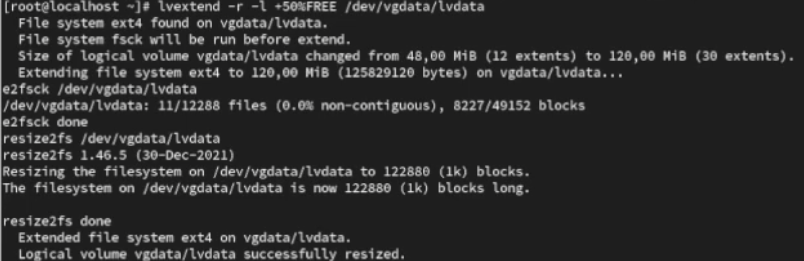 [root@localhost ~]# lvextend -r -l +50%FREE /dev/vgdata/lvdata
File system ext4 found on vgdata/lvdata.
File system fsck will be run before extend.
Size of logical volume vgdata/lvdata changed from 48,00 MiB (12 extents) to 120,00 MiB (30 extents).
Extending file system ext4 to 120,00 MiB (125829120 bytes) on vgdata/lvdata...
e2fsck /dev/vgdata/lvdata
/dev/vgdata/lvdata: 11/12288 files (0.0% non-contiguous), 8227/49152 blocks
e2fsck done
resize2fs /dev/vgdata/lvdata
resize2fs 1.46.5 (30-Dec-2021)
Resizing the filesystem on /dev/vgdata/lvdata to 122880 (1k) blocks.
The filesystem on /dev/vgdata/lvdata is now 122880 (1k) blocks long.
resize2fs done
Extended file system ext4 on vgdata/lvdata.
Logical volume vgdata/lvdata successfully resized.